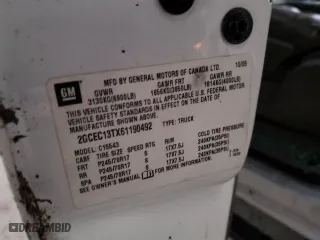 GM
MFD BY GENERAL MOTORS OF CANADA LTD. 10/05
GVWR GAWR FRT GAWR RR
3130KG(6900LB) 1656KG(3650LB) 1814KG(4000LB)
THIS VEHICLE CONFORMS TO ALL APPLICABLE U.S. FEDERAL MOTOR
VEHICLE SAFETY STANDARDS IN EFFECT ON THE DATE OF
MANUFACTURE SHOWN ABOVE.
2GCEC13TX61190492 TYPE: TRUCK
MODEL: C15543
TIRE SIZE SPEED RTG RIM COLD TIRE PRESSURE
FRT P245/70R17 S 17X7.5J 240KPA(35PSI)
RR P245/70R17 S 17X7.5J 240KPA(35PSI)
SPA P245/70R17 S 17X7.5J 240KPA(35PSI)
SEE OWNER'S MANUAL FOR MORE INFORMATION.
DREAMBID